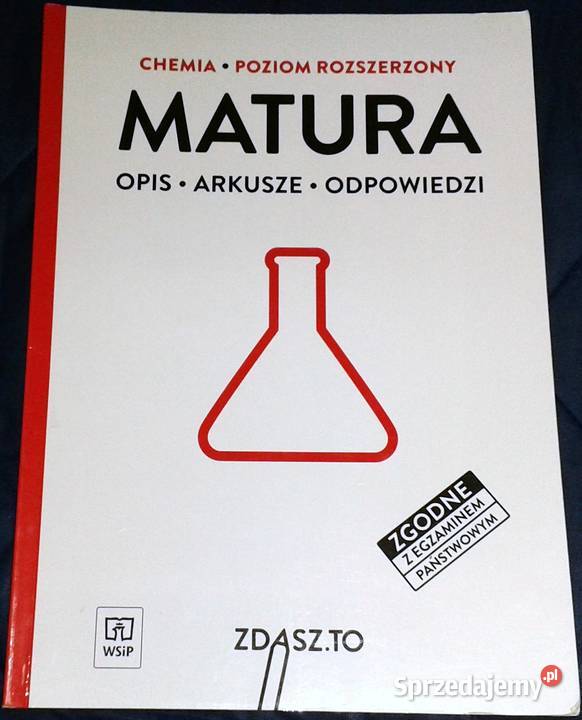 CHEMIA • POZIOM ROZSZERZONY
MATURA
OPIS • ARKUSZE • ODPOWIEDZI
ZGODNE
Z EGZAMINEM
PAŃSTWOWYM
WSiP
ZDASZ.TO
Sprzedajemy.pl